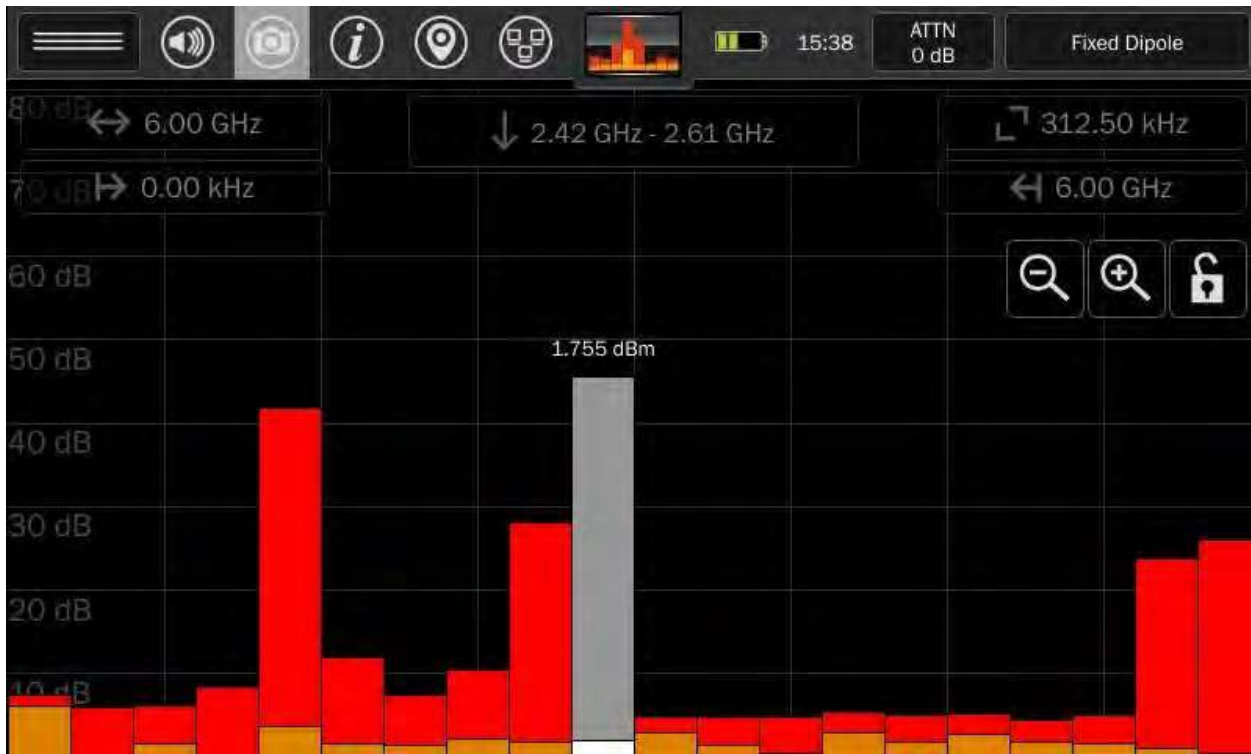 15:38
ATTN
0 dB
Fixed Dipole
80 dB
6.00 GHz
2.42 GHz - 2.61 GHz
312.50 kHz
70 dB
0.00 kHz
6.00 GHz
60 dB
50 dB
1.755 dBm
40 dB
30 dB
20 dB
10 dB